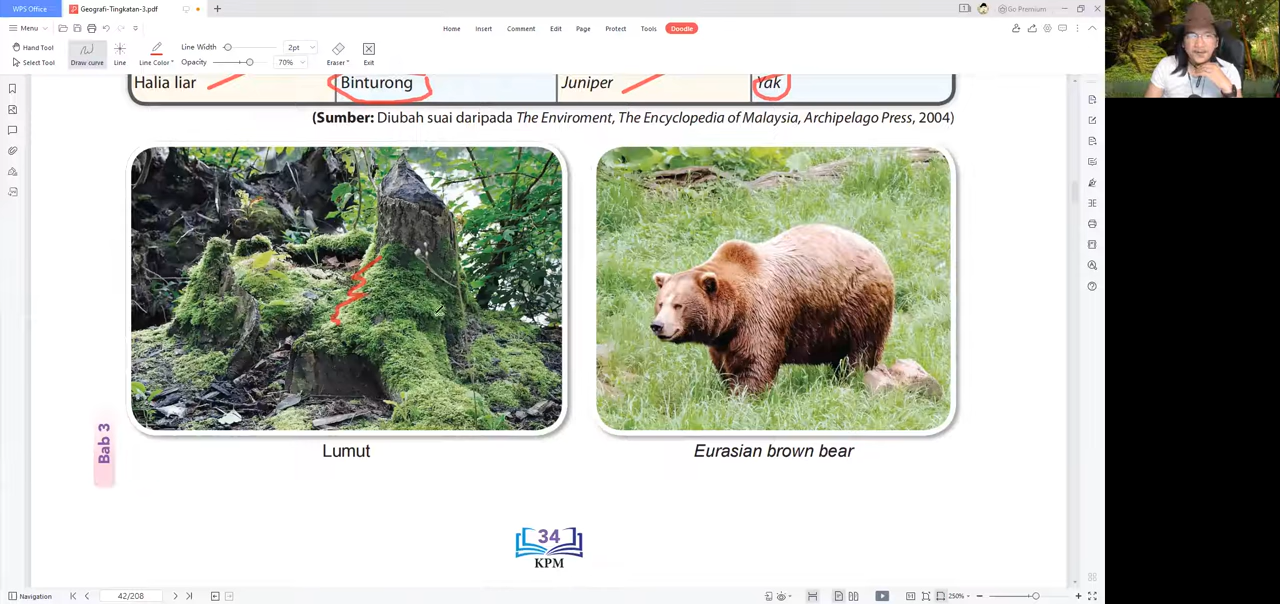 WPS Office
Geografi-Tingkatan-3.pdf
Go Premium
Menu
Home
Insert
Comment
Edit
Page
Protect
Tools
Doodle
Hand Tool
Select Tool
Draw curve
Line
Line Color
Line Width
2pt
Opacity
70%
Eraser
Exit
Halia liar
Binturong
Juniper
Yak
(Sumber: Diubah suai daripada The Enviroment, The Encyclopedia of Malaysia, Archipelago Press, 2004)
Lumut
Eurasian brown bear
Bab 3
34
KPM
Navigation
42/208
250%